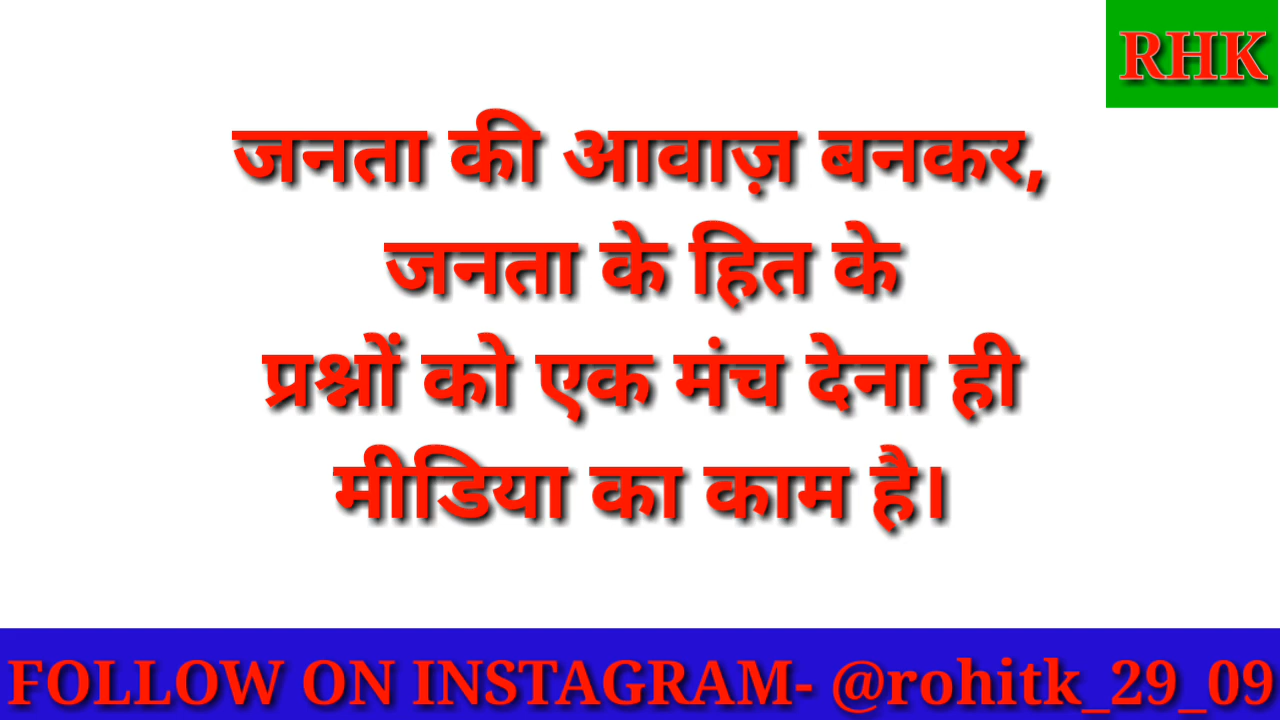 RHK
जनता की आवाज़ बनकर,
जनता के हित के
प्रश्नों को एक मंच देना ही
मीडिया का काम है।
FOLLOW ON INSTAGRAM- @rohitk_29_09